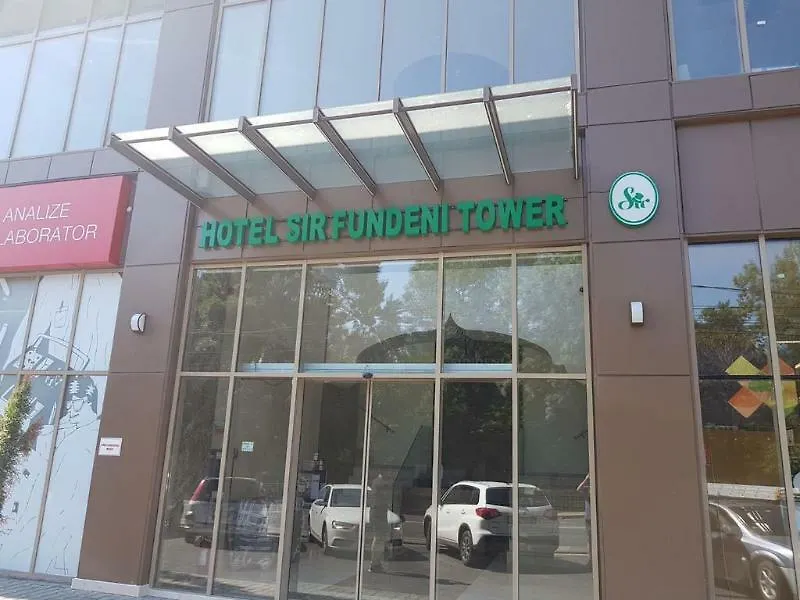 ANALIZE
LABORATOR
HOTEL SIR FUNDENI TOWER
Sir